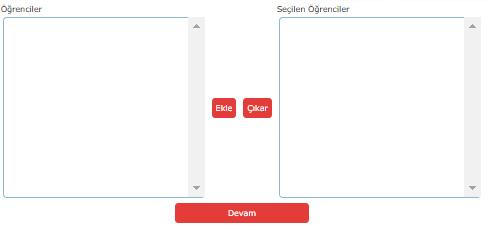 Öğrenciler
Seçilen Öğrenciler
Ekle
Çıkar
Devam